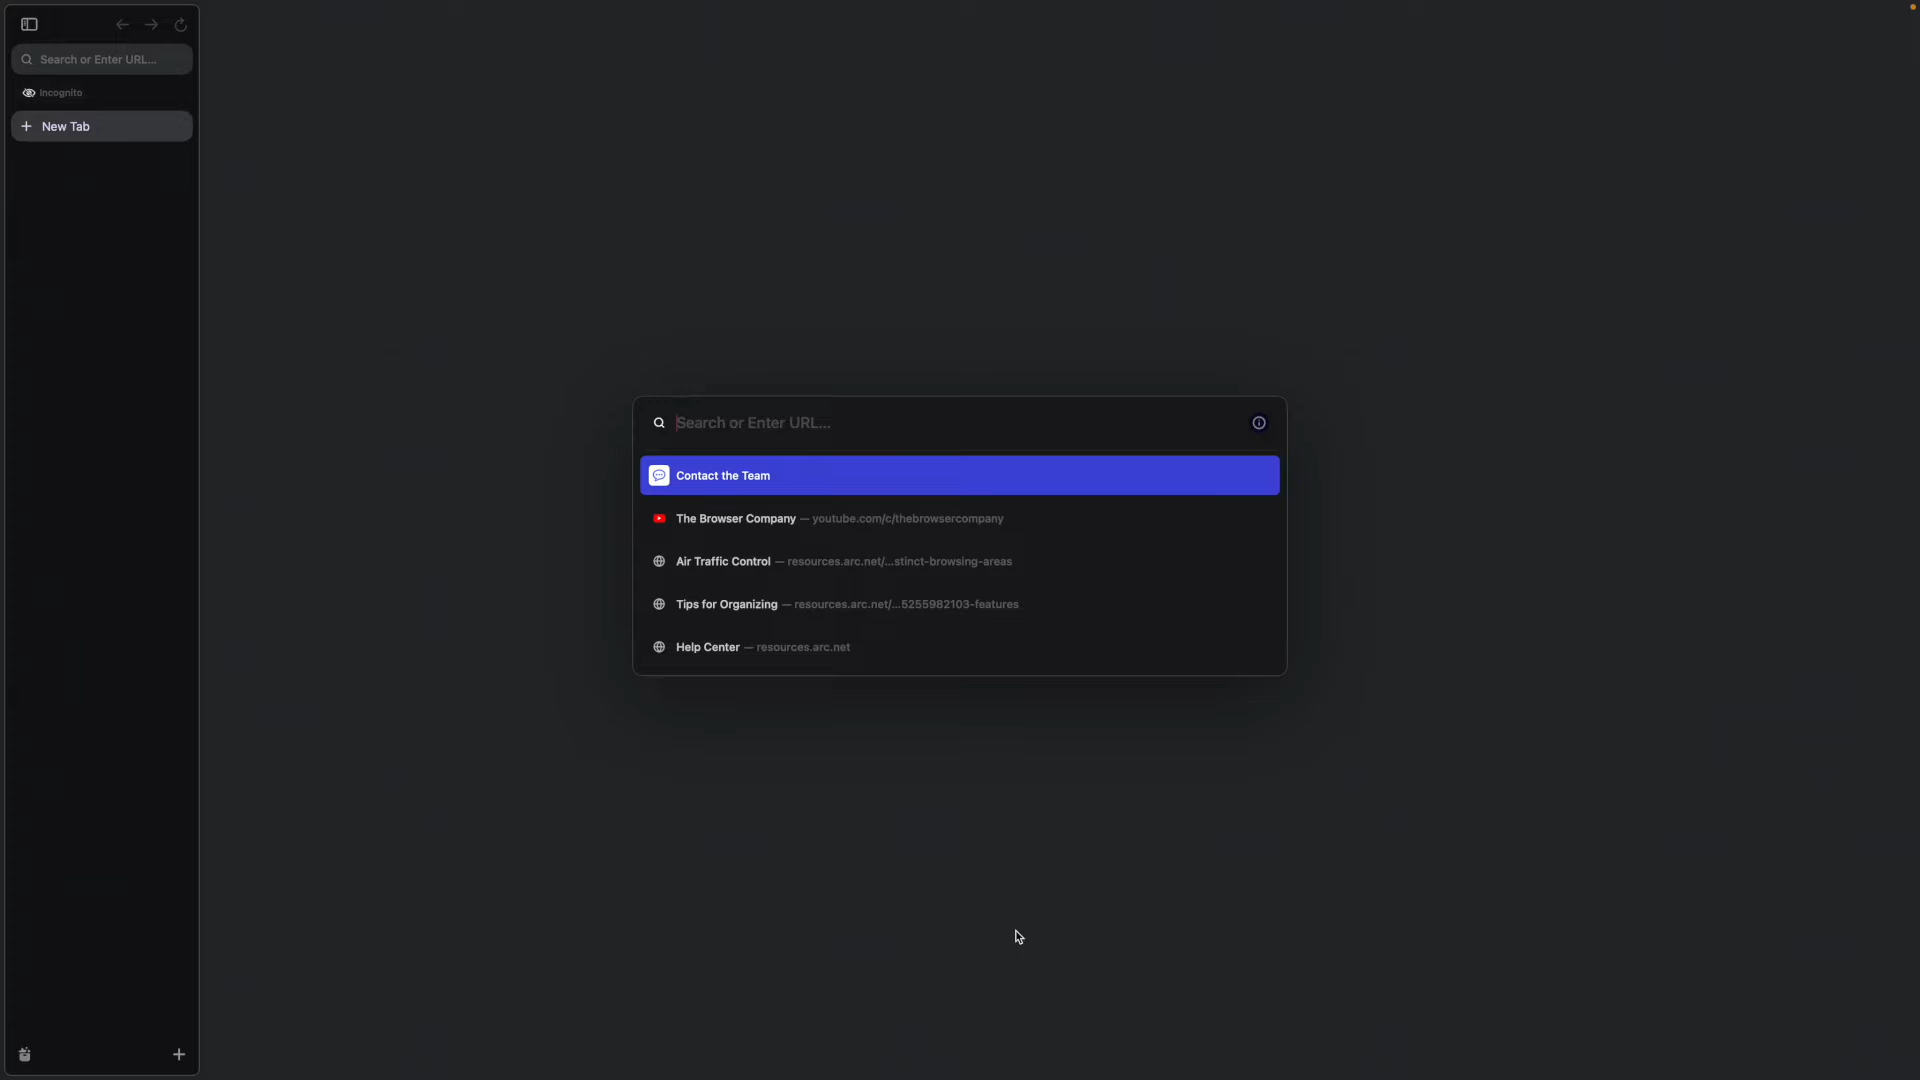 Search or Enter URL...
Incognito
New Tab
Search or Enter URL...
Contact the Team
The Browser Company — youtube.com/c/thebrowsercompany
Air Traffic Control — resources.arc.net/...stinct-browsing-areas
Tips for Organizing — resources.arc.net/...5255982103-features
Help Center — resources.arc.net